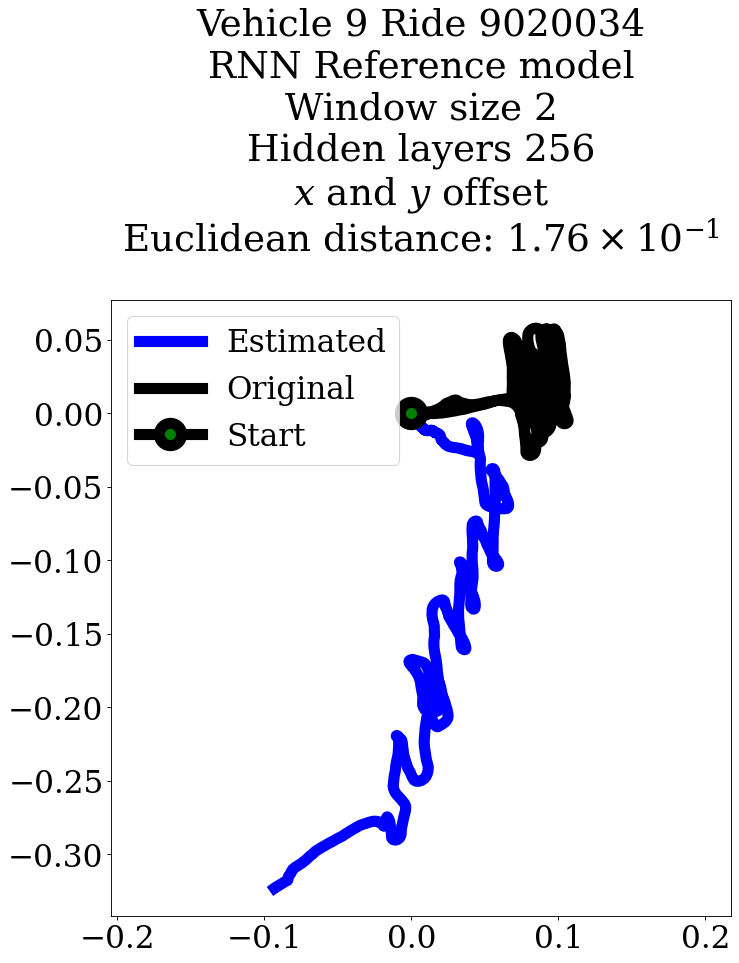 Vehicle 9 Ride 9020034
RNN Reference model
Window size 2
Hidden layers 256
x and y offset
Euclidean distance: 1.76 × 10⁻¹
Estimated
Original
Start
0.05
0.00
−0.05
−0.10
−0.15
−0.20
−0.25
−0.30
−0.2 −0.1 0.0 0.1 0.2